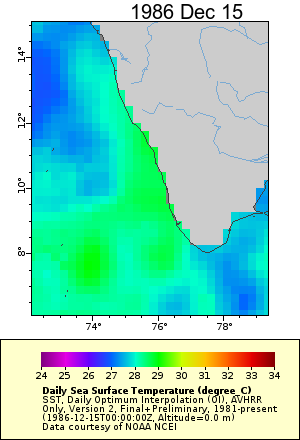 1986 Dec 15
14°
12°
10°
8°
74° 76° 78°
24 25 26 27 28 29 30 31 32 33 34
Daily Sea Surface Temperature (degree_C)
SST, Daily Optimum Interpolation (OI), AVHRR
Only, Version 2, Final+Preliminary, 1981-present
(1986-12-15T00:00:00Z, Altitude=0.0 m)
Data courtesy of NOAA NCEI